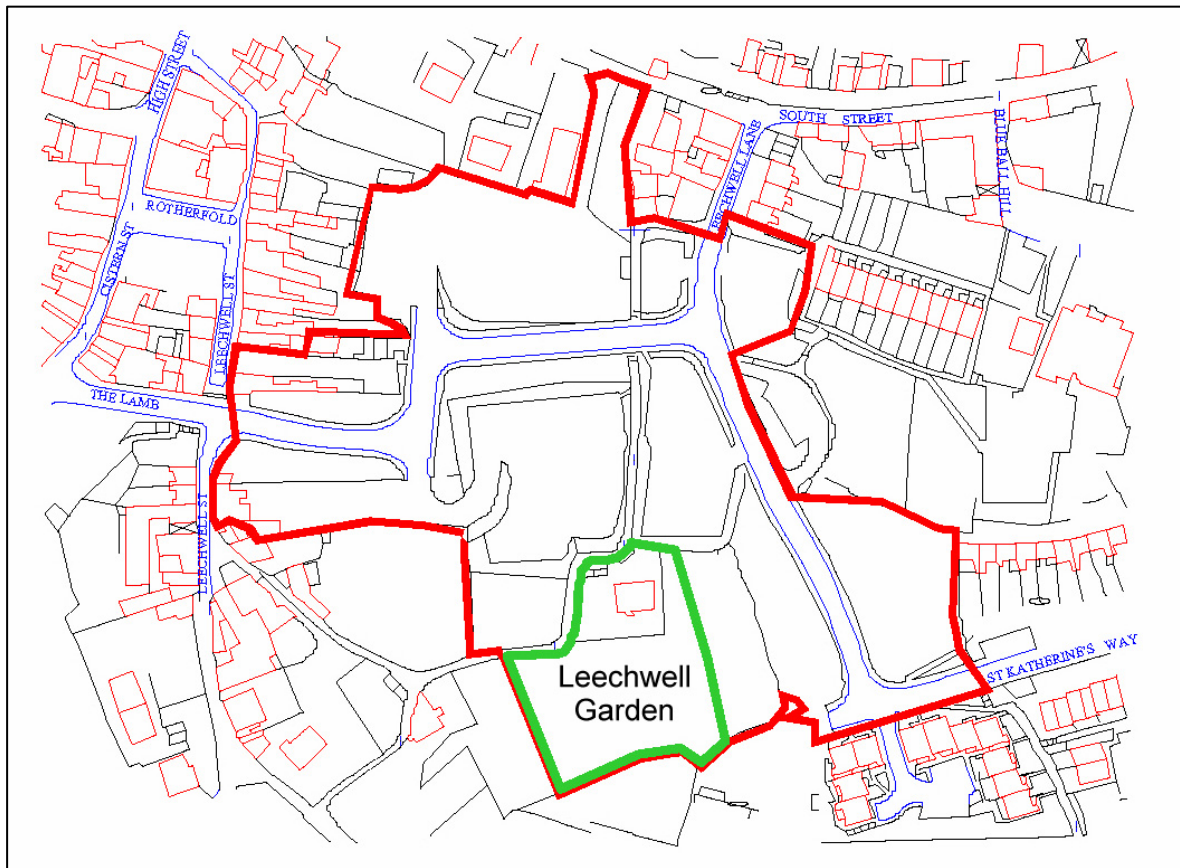 HIGH STREET
SOUTH STREET
EECHWELL LANE
BLUE BALL HILL
ROTHERFOLD
CISTERN ST
LEECHWELL ST
THE LAMB
LEECHWELL ST
Leechwell
Garden
ST KATHERINE'S WAY